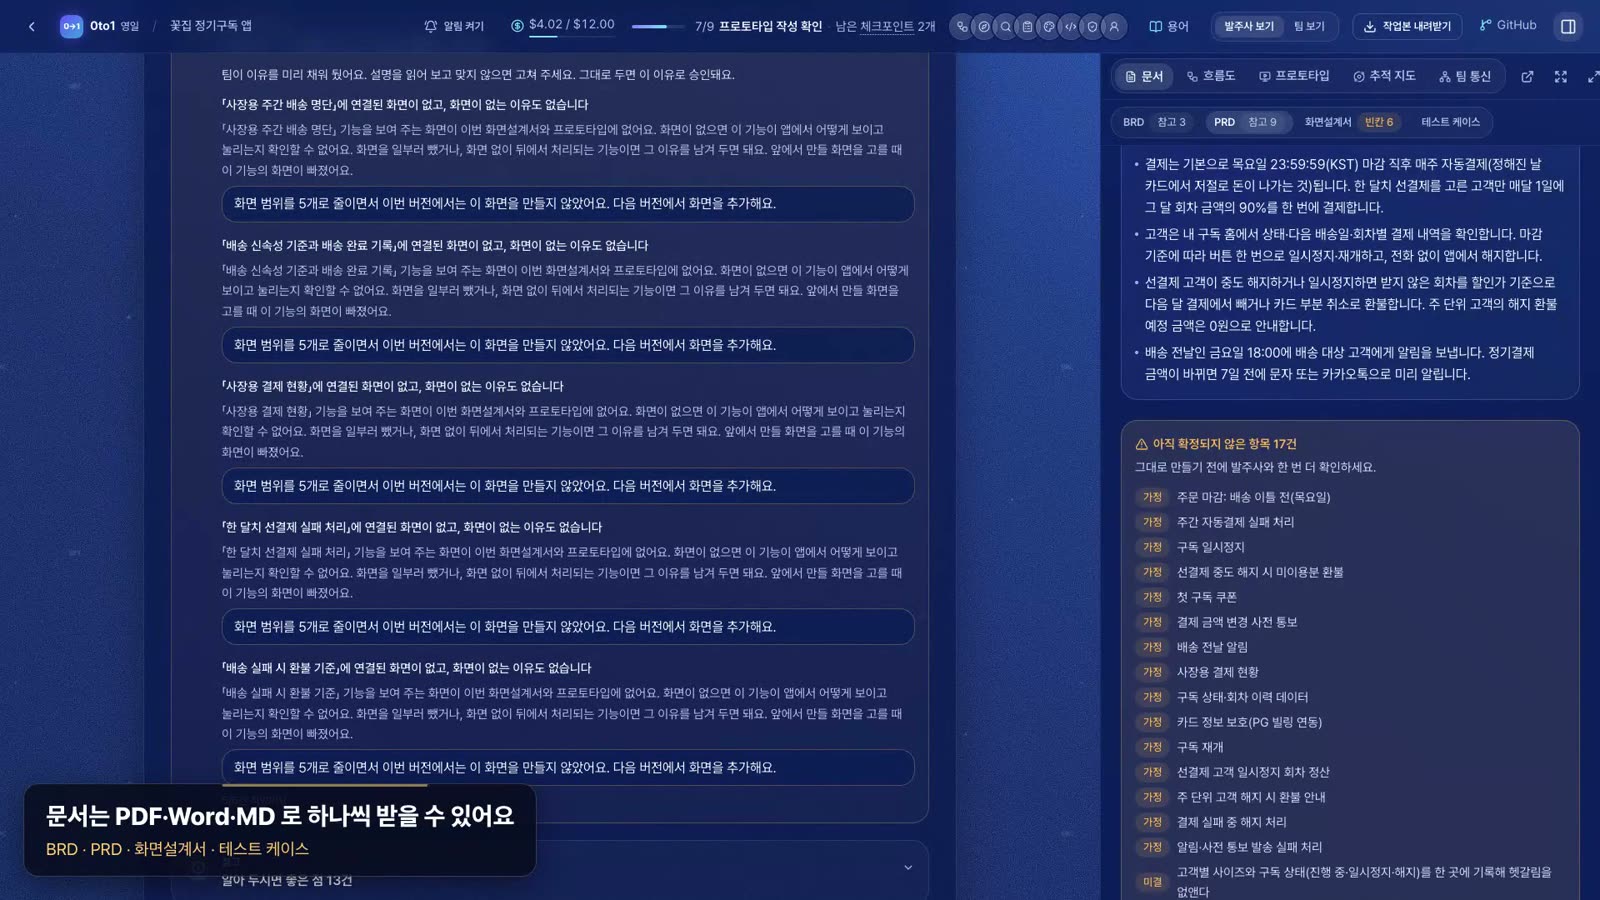 0→1 0to1 영일 / 꽃집 정기구독 앱
알림 켜기
$4.02 / $12.00
7/9 프로토타입 작성 확인 · 남은 체크포인트 2개
용어
발주사 보기 팀 보기
작업본 내려받기
GitHub
팀이 이유를 미리 채워 뒀어요. 설명을 읽어 보고 맞지 않으면 고쳐 주세요. 그대로 두면 이 이유로 승인돼요.
「사장용 주간 배송 명단」에 연결된 화면이 없고, 화면이 없는 이유도 없습니다
「사장용 주간 배송 명단」 기능을 보여 주는 화면이 이번 화면설계서와 프로토타입에 없어요. 화면이 없으면 이 기능이 앱에서 어떻게 보이고
눌리는지 확인할 수 없어요. 화면을 일부러 뺐거나, 화면 없이 뒤에서 처리되는 기능이면 그 이유를 남겨 두면 돼요. 앞에서 만들 화면을 고를 때
이 기능의 화면이 빠졌어요.
화면 범위를 5개로 줄이면서 이번 버전에서는 이 화면을 만들지 않았어요. 다음 버전에서 화면을 추가해요.
「배송 신속성 기준과 배송 완료 기록」에 연결된 화면이 없고, 화면이 없는 이유도 없습니다
「배송 신속성 기준과 배송 완료 기록」 기능을 보여 주는 화면이 이번 화면설계서와 프로토타입에 없어요. 화면이 없으면 이 기능이 앱에서 어떻게
보이고 눌리는지 확인할 수 없어요. 화면을 일부러 뺐거나, 화면 없이 뒤에서 처리되는 기능이면 그 이유를 남겨 두면 돼요. 앞에서 만들 화면을
고를 때 이 기능의 화면이 빠졌어요.
화면 범위를 5개로 줄이면서 이번 버전에서는 이 화면을 만들지 않았어요. 다음 버전에서 화면을 추가해요.
「사장용 결제 현황」에 연결된 화면이 없고, 화면이 없는 이유도 없습니다
「사장용 결제 현황」 기능을 보여 주는 화면이 이번 화면설계서와 프로토타입에 없어요. 화면이 없으면 이 기능이 앱에서 어떻게 보이고 눌리는지
확인할 수 없어요. 화면을 일부러 뺐거나, 화면 없이 뒤에서 처리되는 기능이면 그 이유를 남겨 두면 돼요. 앞에서 만들 화면을 고를 때 이 기능의
화면이 빠졌어요.
화면 범위를 5개로 줄이면서 이번 버전에서는 이 화면을 만들지 않았어요. 다음 버전에서 화면을 추가해요.
「한 달치 선결제 실패 처리」에 연결된 화면이 없고, 화면이 없는 이유도 없습니다
「한 달치 선결제 실패 처리」 기능을 보여 주는 화면이 이번 화면설계서와 프로토타입에 없어요. 화면이 없으면 이 기능이 앱에서 어떻게 보이고
눌리는지 확인할 수 없어요. 화면을 일부러 뺐거나, 화면 없이 뒤에서 처리되는 기능이면 그 이유를 남겨 두면 돼요. 앞에서 만들 화면을 고를 때
이 기능의 화면이 빠졌어요.
화면 범위를 5개로 줄이면서 이번 버전에서는 이 화면을 만들지 않았어요. 다음 버전에서 화면을 추가해요.
「배송 실패 시 환불 기준」에 연결된 화면이 없고, 화면이 없는 이유도 없습니다
「배송 실패 시 환불 기준」 기능을 보여 주는 화면이 이번 화면설계서와 프로토타입에 없어요. 화면이 없으면 이 기능이 앱에서 어떻게 보이고
눌리는지 확인할 수 없어요. 화면을 일부러 뺐거나, 화면 없이 뒤에서 처리되는 기능이면 그 이유를 남겨 두면 돼요. 앞에서 만들 화면을 고를 때
이 기능의 화면이 빠졌어요.
화면 범위를 5개로 줄이면서 이번 버전에서는 이 화면을 만들지 않았어요. 다음 버전에서 화면을 추가해요.
알아 두시면 좋은 점 13건
문서는 PDF·Word·MD 로 하나씩 받을 수 있어요
BRD · PRD · 화면설계서 · 테스트 케이스
문서 흐름도 프로토타입 추적 지도 팀 통신
BRD 참고 3 PRD 참고 9 화면설계서 빈칸 6 테스트 케이스
• 결제는 기본으로 목요일 23:59:59(KST) 마감 직후 매주 자동결제(정해진 날
카드에서 저절로 돈이 나가는 것)됩니다. 한 달치 선결제를 고른 고객만 매달 1일에
그 달 회차 금액의 90%를 한 번에 결제합니다.
• 고객은 내 구독 홈에서 상태·다음 배송일·회차별 결제 내역을 확인합니다. 마감
기준에 따라 버튼 한 번으로 일시정지·재개하고, 전화 없이 앱에서 해지합니다.
• 선결제 고객이 중도 해지하거나 일시정지하면 받지 않은 회차를 할인가 기준으로
다음 달 결제에서 빼거나 카드 부분 취소로 환불합니다. 주 단위 고객의 해지 환불
예정 금액은 0원으로 안내합니다.
• 배송 전날인 금요일 18:00에 배송 대상 고객에게 알림을 보냅니다. 정기결제
금액이 바뀌면 7일 전에 문자 또는 카카오톡으로 미리 알립니다.
아직 확정되지 않은 항목 17건
그대로 만들기 전에 발주사와 한 번 더 확인하세요.
가정 주문 마감: 배송 이틀 전(목요일)
가정 주간 자동결제 실패 처리
가정 구독 일시정지
가정 선결제 중도 해지 시 미이용분 환불
가정 첫 구독 쿠폰
가정 결제 금액 변경 사전 통보
가정 배송 전날 알림
가정 사장용 결제 현황
가정 구독 상태·회차 이력 데이터
가정 카드 정보 보호(PG 빌링 연동)
가정 구독 재개
가정 선결제 고객 일시정지 회차 정산
가정 주 단위 고객 해지 시 환불 안내
가정 결제 실패 중 해지 처리
가정 알림·사전 통보 발송 실패 처리
미결 고객별 사이즈와 구독 상태(진행 중·일시정지·해지)를 한 곳에 기록해 헷갈림을
없앤다